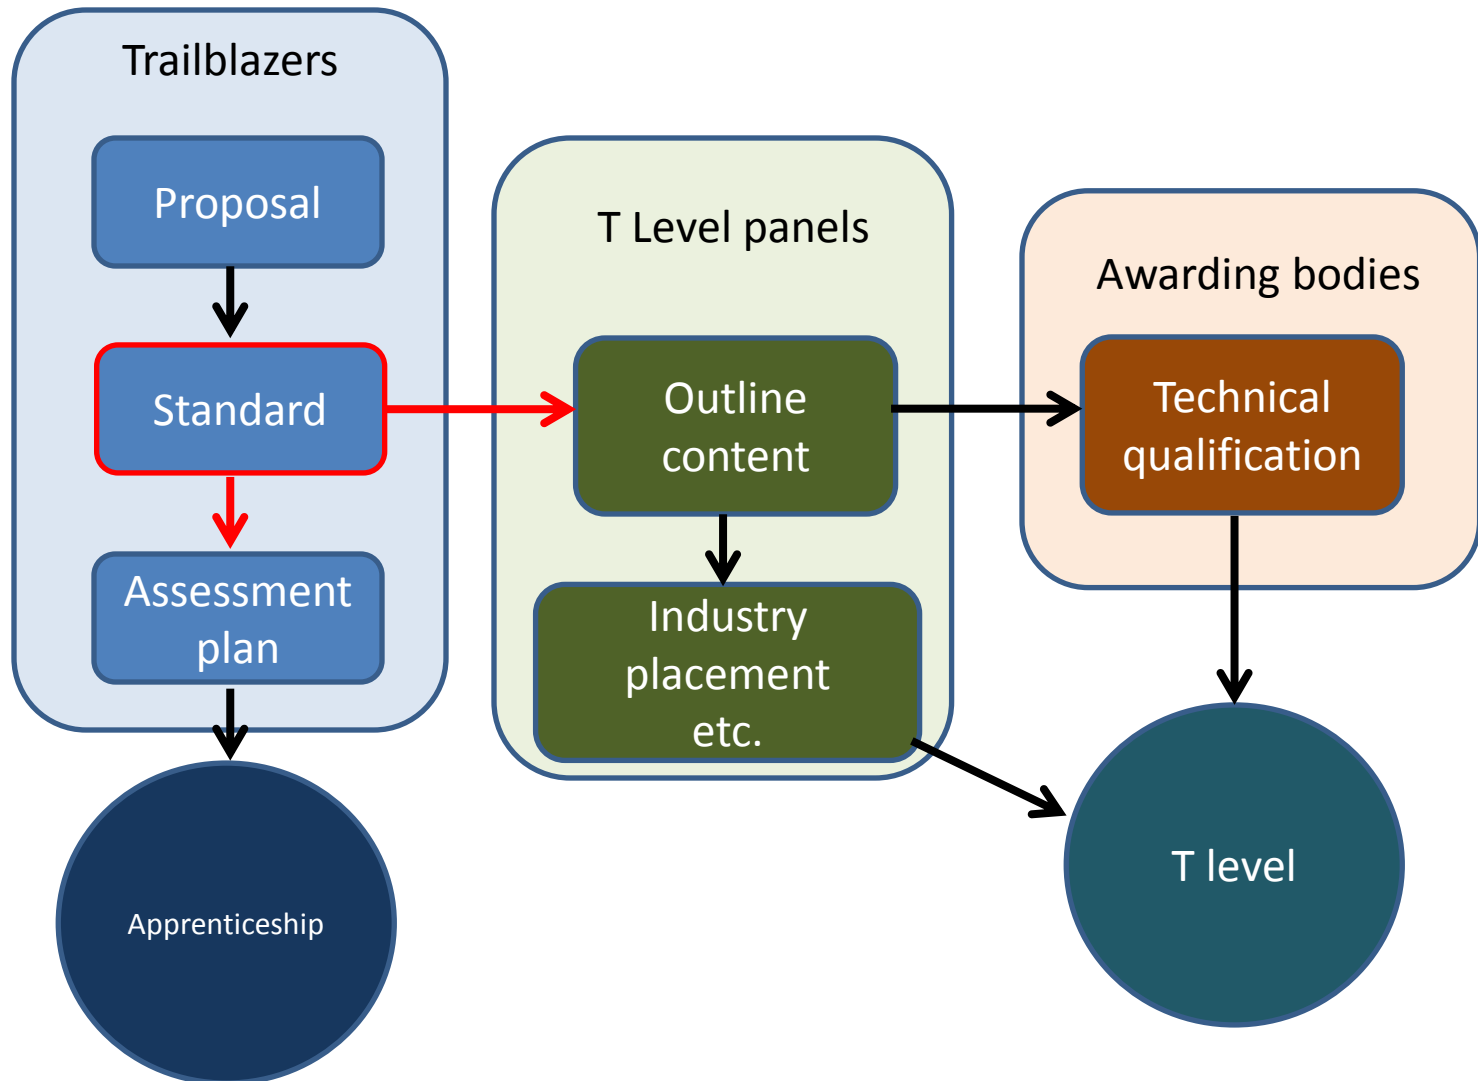 Trailblazers
Proposal
Standard
Assessment
plan
Apprenticeship
T Level panels
Outline
content
Industry
placement
etc.
Awarding bodies
Technical
qualification
T level